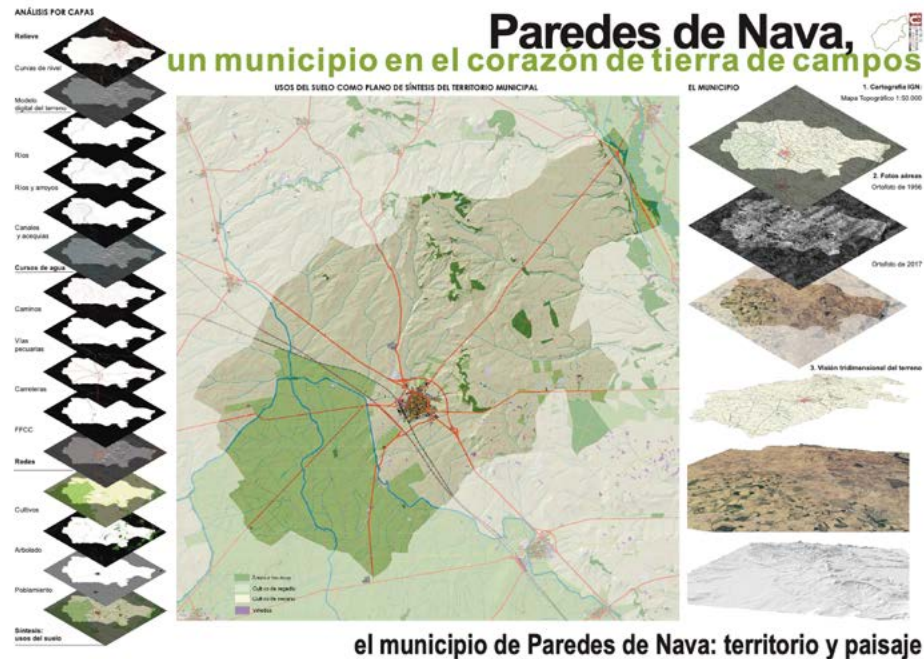 ANÁLISIS POR CAPAS
Relieve
Curvas de nivel
Modelo
digital del terreno
Ríos
Ríos y arroyos
Canales
y acequias
Cursos de agua
Caminos
Vías
pecuarias
Carreteras
FFCC
Redes
Cultivos
Arbolado
Poblamiento
Síntesis:
usos del suelo
Paredes de Nava,
un municipio en el corazón de tierra de campos
USOS DEL SUELO COMO PLANO DE SÍNTESIS DEL TERRITORIO MUNICIPAL
Cultivo de regadío
Cultivo de secano
Viñedos
EL MUNICIPIO
1. Cartografía IGN:
Mapa Topográfico 1:50.000
2. Fotos aéreas
Ortofoto de 1956
Ortofoto de 2017
3. Visión tridimensional del terreno
el municipio de Paredes de Nava: territorio y paisaje